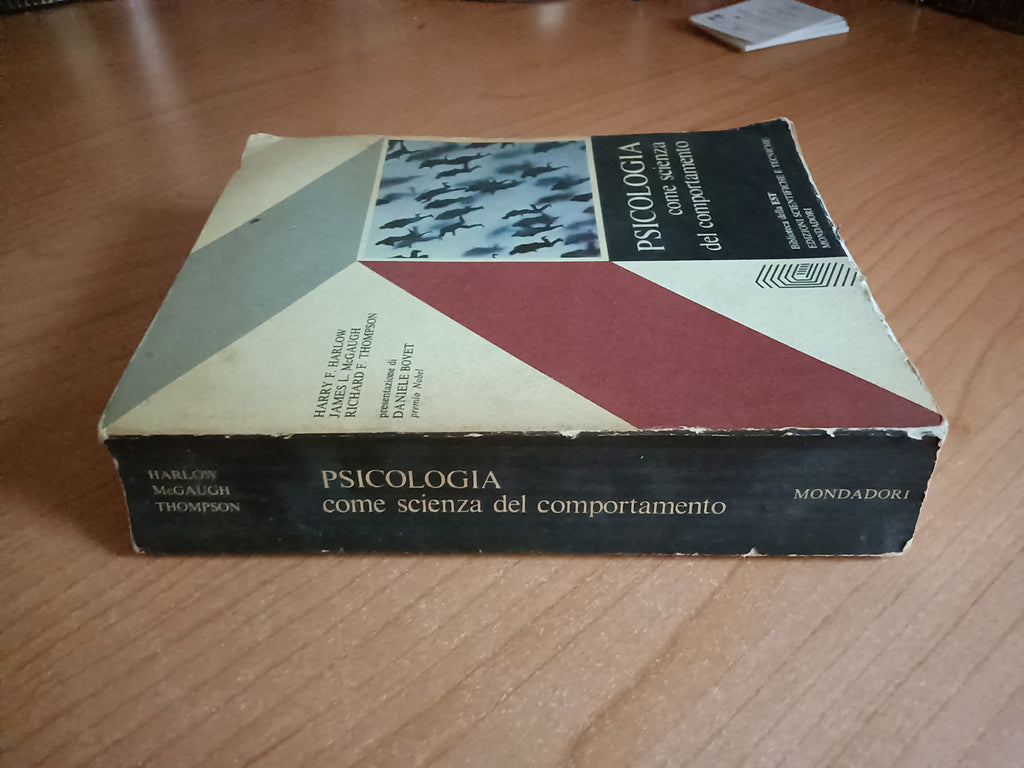 PSICOLOGIA
come scienza
del comportamento
Biblioteca della EST
EDIZIONI SCIENTIFICHE E TECNICHE
MONDADORI
HARRY F. HARLOW
JAMES L. McGAUGH
RICHARD F. THOMPSON
presentazione di
DANIELE BOVET
premio Nobel
HARLOW
McGAUGH
THOMPSON
PSICOLOGIA
come scienza del comportamento
MONDADORI